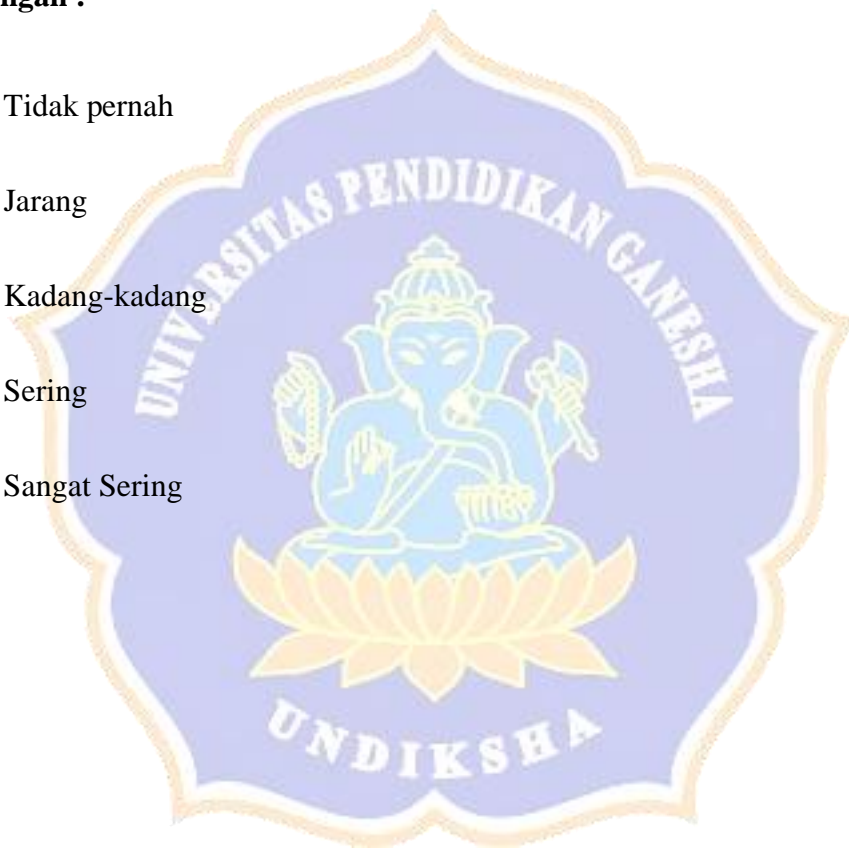 ngan :
Tidak pernah
Jarang
Kadang-kadang
Sering
Sangat Sering
UNIVERSITAS PENDIDIKAN GANESHA
UNDIKSHA